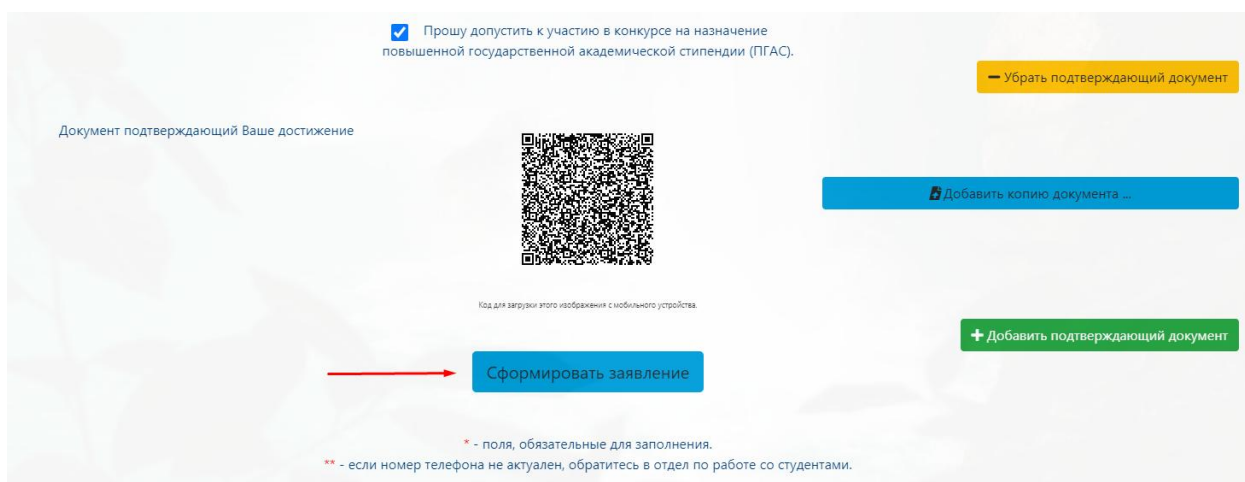 Прошу допустить к участию в конкурсе на назначение
повышенной государственной академической стипендии (ПГАС).
Убрать подтверждающий документ
Документ подтверждающий Ваше достижение
Добавить копию документа ...
Код для загрузки этого изображения с мобильного устройства.
Добавить подтверждающий документ
Сформировать заявление
* - поля, обязательные для заполнения.
** - если номер телефона не актуален, обратитесь в отдел по работе со студентами.